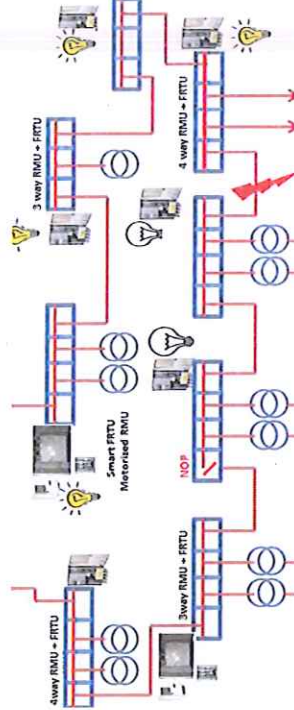 3 way RMU + FRTU
4 way RMU + FRTU
Smart FRTU
Motorized RMU
NOP
4way RMU + FRTU
3way RMU + FRTU